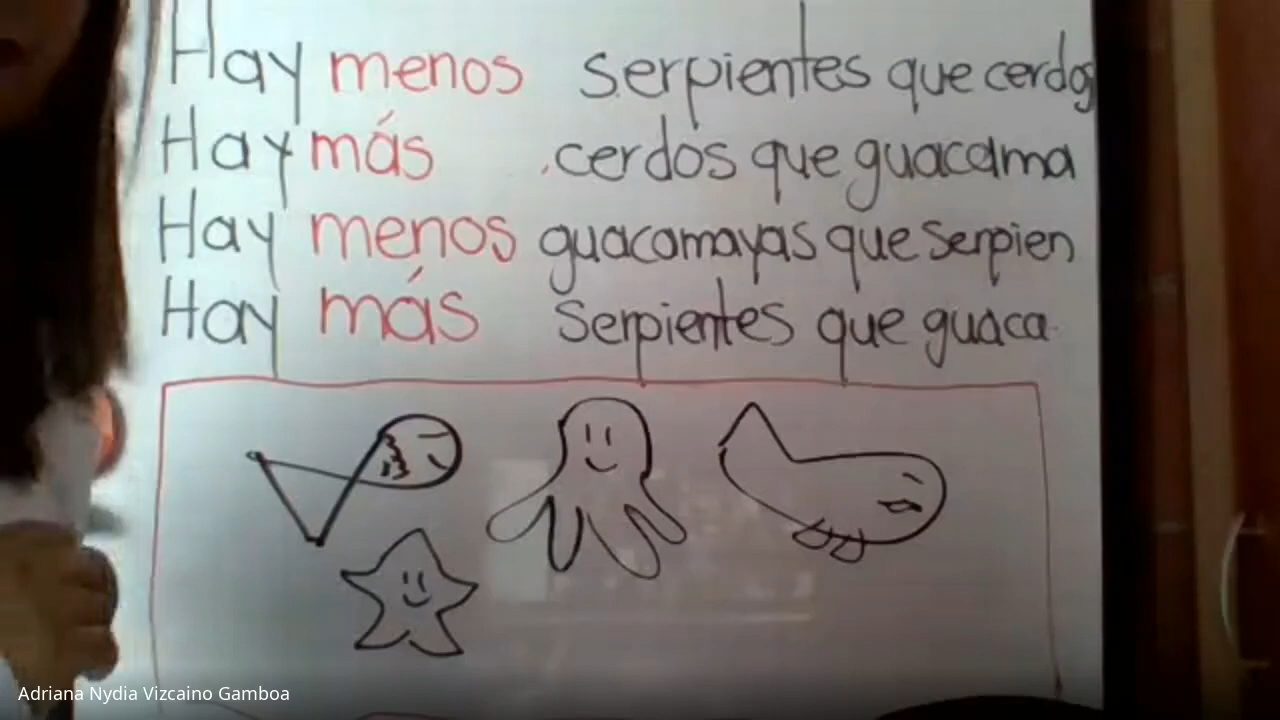 Hay menos serpientes que cerdos
Hay más cerdos que guacama
Hay menos guacamayas que serpien
Hay más serpientes que guaca
Adriana Nydia Vizcaino Gamboa